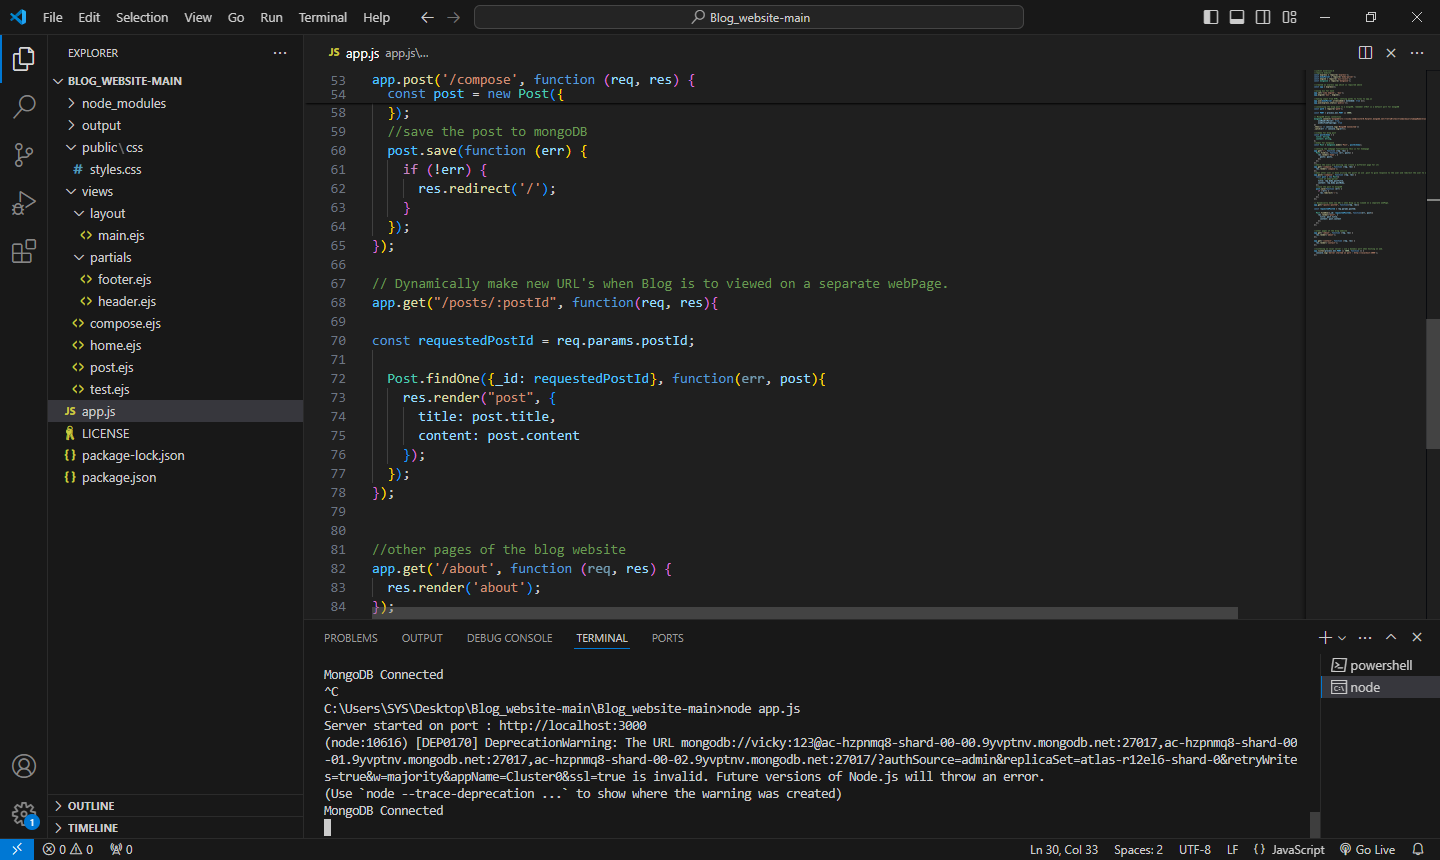 File Edit Selection View Go Run Terminal Help
Blog_website-main
EXPLORER
BLOG_WEBSITE-MAIN
node_modules
output
public\css
# styles.css
views
layout
<> main.ejs
partials
<> footer.ejs
<> header.ejs
<> compose.ejs
<> home.ejs
<> post.ejs
<> test.ejs
JS app.js
LICENSE
{} package-lock.json
{} package.json
OUTLINE
TIMELINE
JS app.js app.js\...
53 app.post('/compose', function (req, res) {
54 const post = new Post({
58 });
59 //save the post to mongoDB
60 post.save(function (err) {
61 if (!err) {
62 res.redirect('/');
63 }
64 });
65 });
66
67 // Dynamically make new URL's when Blog is to viewed on a separate webPage.
68 app.get("/posts/:postId", function(req, res){
69
70 const requestedPostId = req.params.postId;
71
72 Post.findOne({_id: requestedPostId}, function(err, post){
73 res.render("post", {
74 title: post.title,
75 content: post.content
76 });
77 });
78 });
79
80
81 //other pages of the blog website
82 app.get('/about', function (req, res) {
83 res.render('about');
84 });
PROBLEMS OUTPUT DEBUG CONSOLE TERMINAL PORTS
MongoDB Connected
^C
C:\Users\SYS\Desktop\Blog_website-main\Blog_website-main>node app.js
Server started on port : http://localhost:3000
(node:10616) [DEP0170] DeprecationWarning: The URL mongodb://vicky:123@ac-hzpnmq8-shard-00-00.9yvptnv.mongodb.net:27017,ac-hzpnmq8-shard-00
-01.9yvptnv.mongodb.net:27017,ac-hzpnmq8-shard-00-02.9yvptnv.mongodb.net:27017/?authSource=admin&replicaSet=atlas-r12el6-shard-0&retryWrite
s=true&w=majority&appName=Cluster0&ssl=true is invalid. Future versions of Node.js will throw an error.
(Use `node --trace-deprecation ...` to show where the warning was created)
MongoDB Connected
powershell
node
1
0 0 0
Ln 30, Col 33 Spaces: 2 UTF-8 LF {} JavaScript Go Live